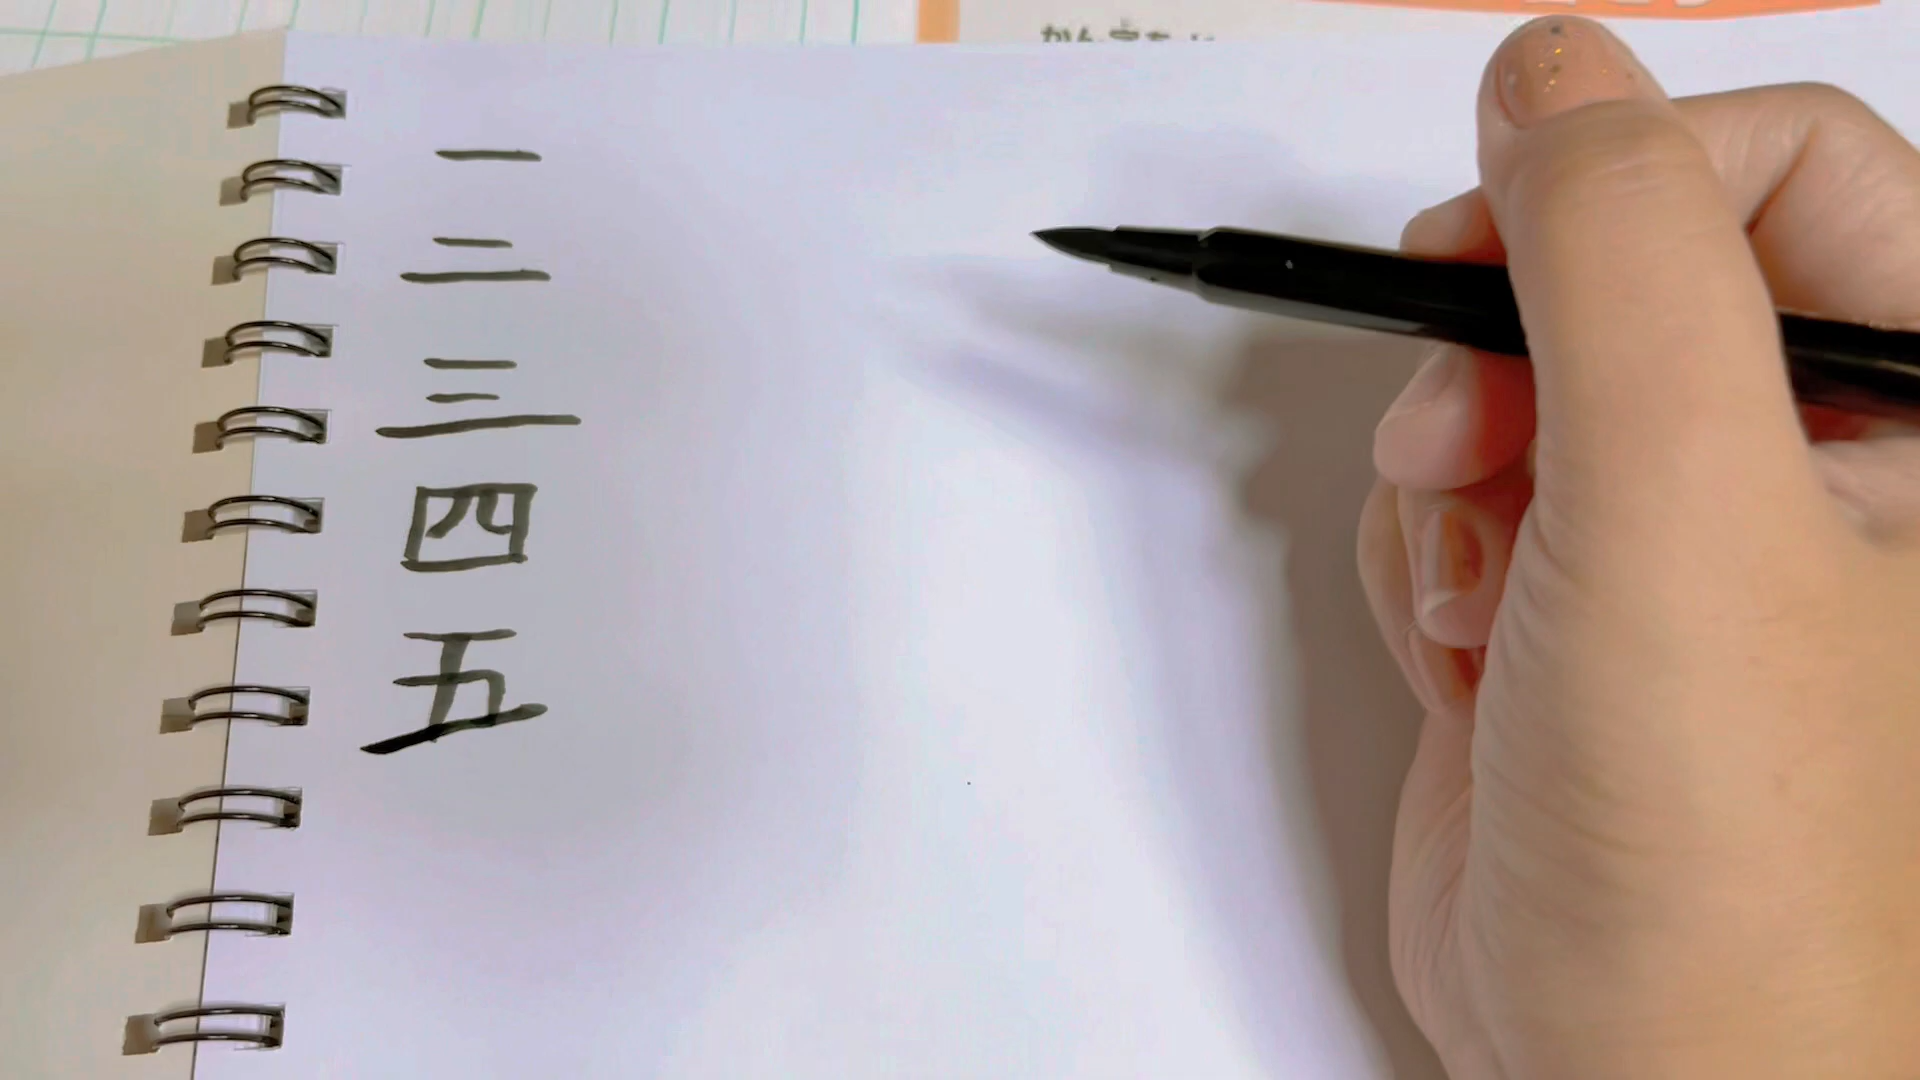 一
二
三
四
五